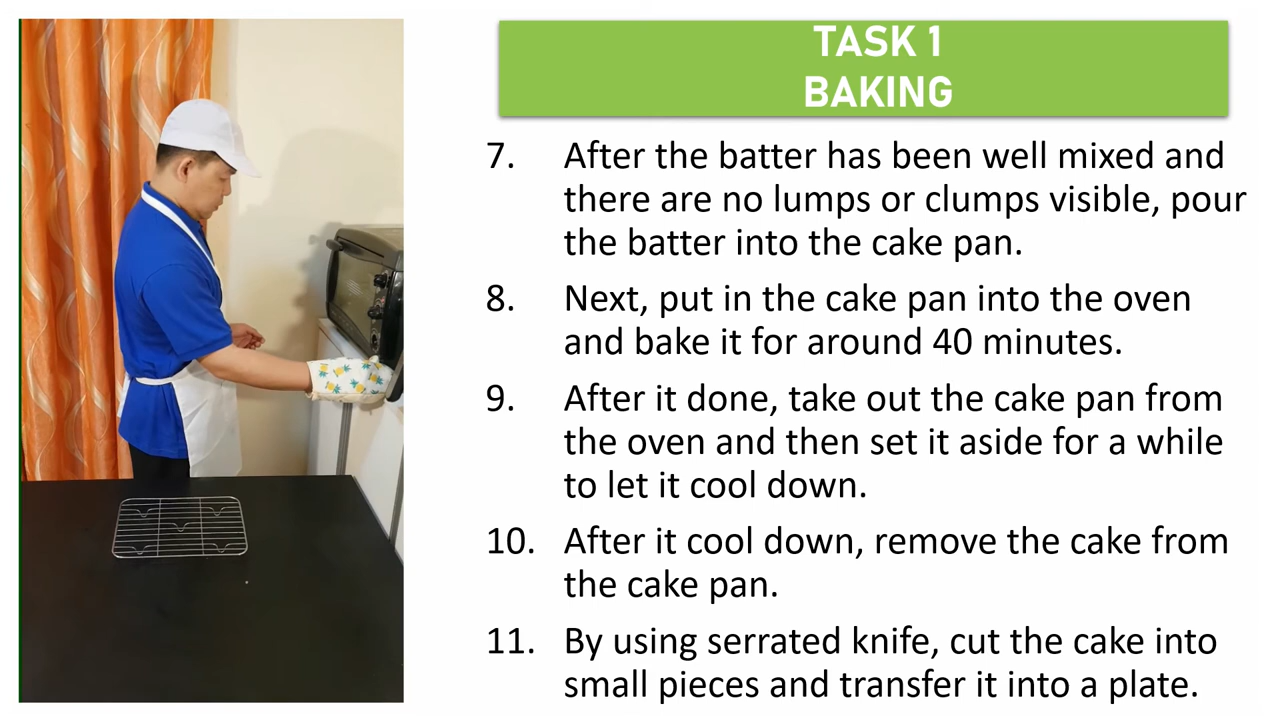 TASK 1
BAKING
7. After the batter has been well mixed and
there are no lumps or clumps visible, pour
the batter into the cake pan.
8. Next, put in the cake pan into the oven
and bake it for around 40 minutes.
9. After it done, take out the cake pan from
the oven and then set it aside for a while
to let it cool down.
10. After it cool down, remove the cake from
the cake pan.
11. By using serrated knife, cut the cake into
small pieces and transfer it into a plate.